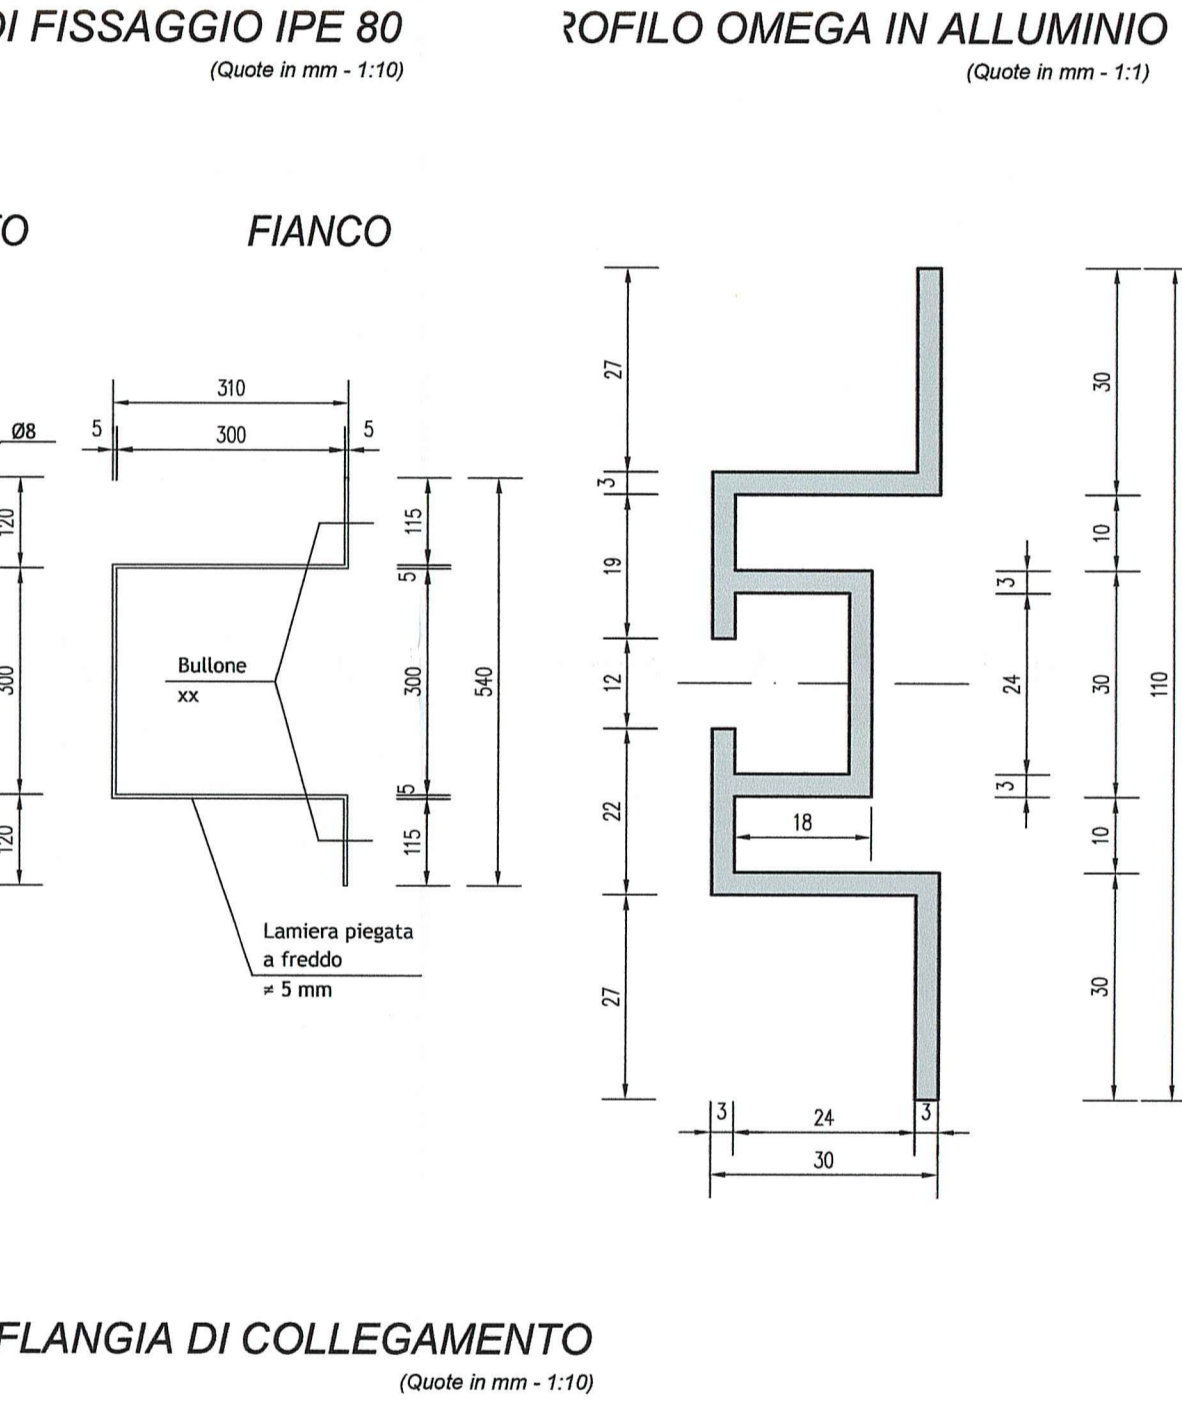 DI FISSAGGIO IPE 80
(Quote in mm - 1:10)
ROFILO OMEGA IN ALLUMINIO
(Quote in mm - 1:1)
TO
FIANCO
310
5
300
5
Ø8
120
300
120
115
5
300
5
115
540
Bullone
xx
Lamiera piegata
a freddo
≠ 5 mm
27
3
19
12
22
27
18
3
24
3
30
10
30
10
30
110
3
24
3
30
FLANGIA DI COLLEGAMENTO
(Quote in mm - 1:10)